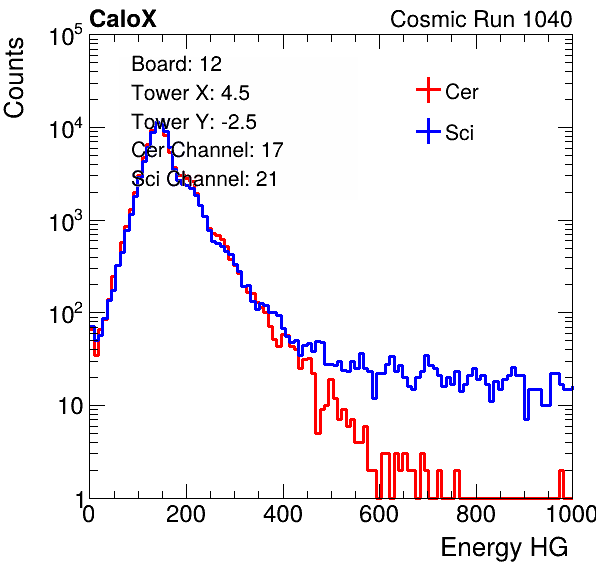 CaloX Cosmic Run 1040
Counts
10^5
10^4
10^3
10^2
10
1
Board: 12
Tower X: 4.5
Tower Y: -2.5
Cer Channel: 17
Sci Channel: 21
Cer
Sci
0 200 400 600 800 1000
Energy HG